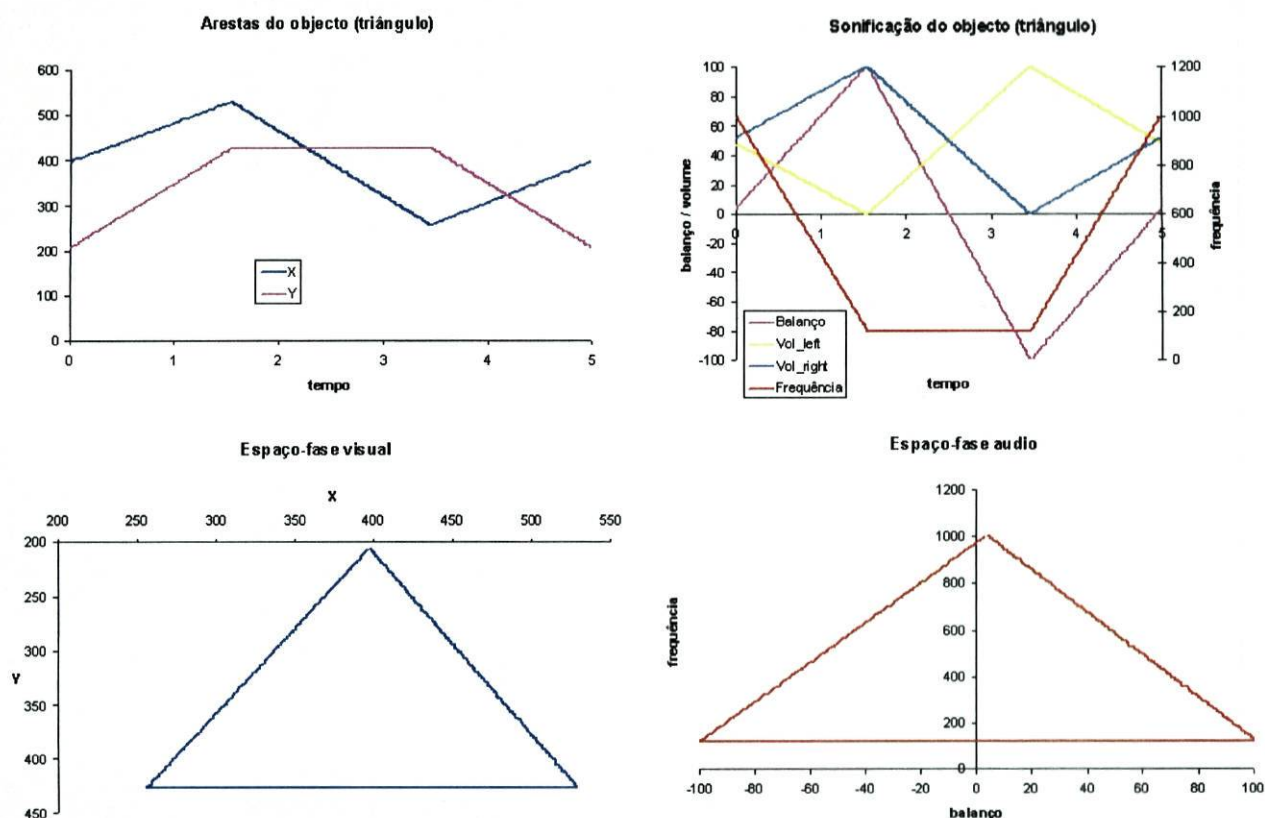 Arestas do objecto (triângulo)
600
500
400
300
200
100
0
0 1 2 3 4 5
tempo
X
Y
Sonificação do objecto (triângulo)
100
80
60
40
20
0
-20
-40
-60
-80
-100
balanço / volume
0 1 2 3 4 5
tempo
1200
1000
800
600
400
200
0
frequência
Balanço
Vol_left
Vol_right
Frequência
Espaço-fase visual
X
200 250 300 350 400 450 500 550
200
250
300
350
400
450
Y
Espaço-fase audio
1200
1000
800
600
400
200
0
frequência
-100 -80 -60 -40 -20 0 20 40 60 80 100
balanço